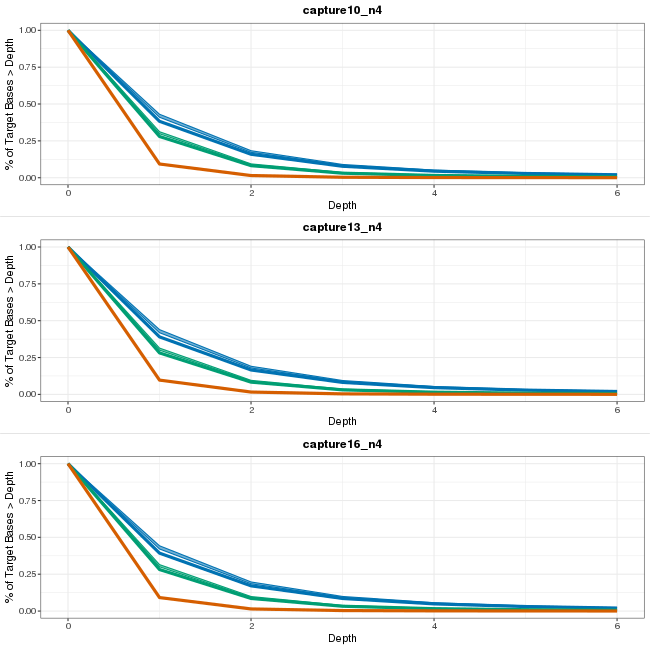 capture10_n4
% of Target Bases > Depth
1.00
0.75
0.50
0.25
0.00
0 2 4 6
Depth
capture13_n4
% of Target Bases > Depth
1.00
0.75
0.50
0.25
0.00
0 2 4 6
Depth
capture16_n4
% of Target Bases > Depth
1.00
0.75
0.50
0.25
0.00
0 2 4 6
Depth